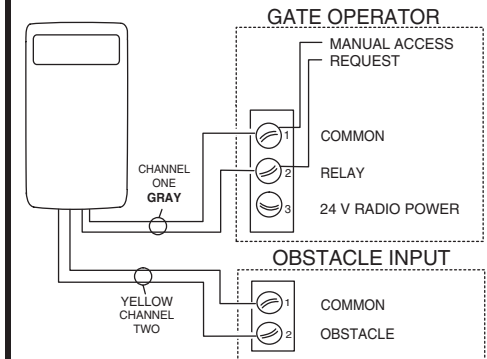 GATE OPERATOR
MANUAL ACCESS
REQUEST
1
COMMON
2
RELAY
3
24 V RADIO POWER
CHANNEL
ONE
GRAY
OBSTACLE INPUT
1
COMMON
2
OBSTACLE
YELLOW
CHANNEL
TWO